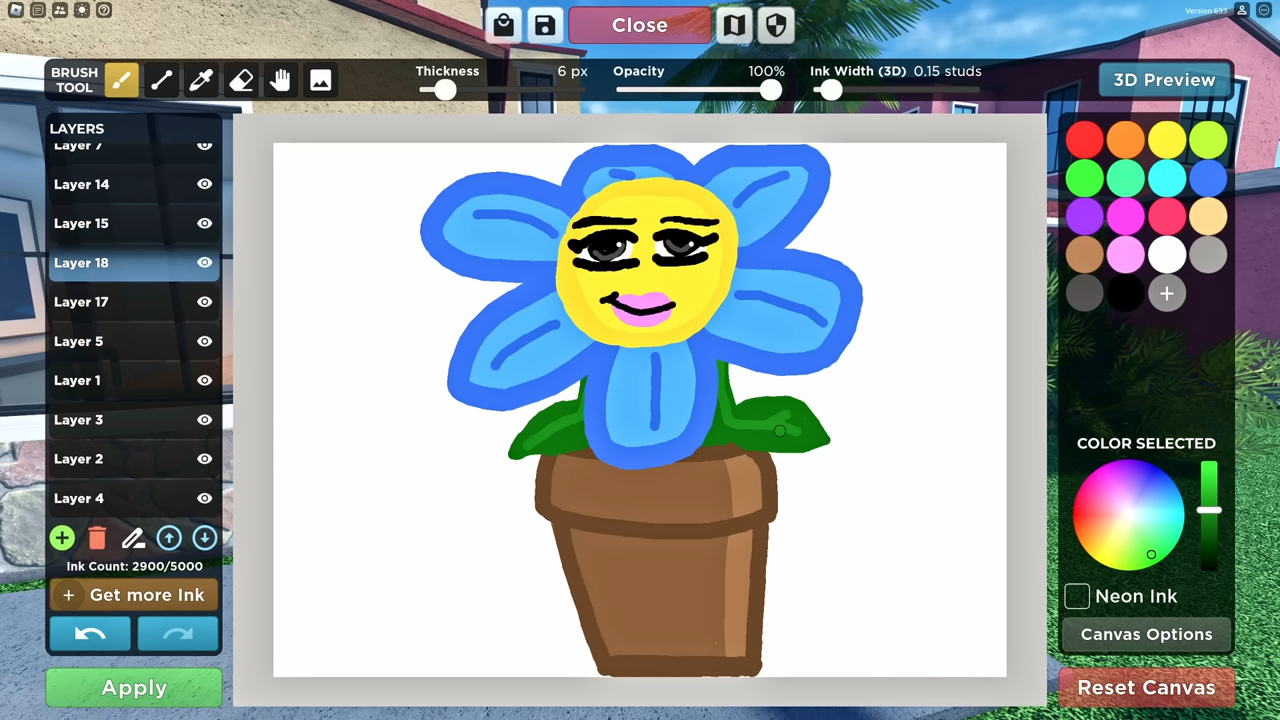 Version 693
Close
BRUSH
TOOL
Thickness
6 px
Opacity
100%
Ink Width (3D)
0.15 studs
3D Preview
LAYERS
Layer 7
Layer 14
Layer 15
Layer 18
Layer 17
Layer 5
Layer 1
Layer 3
Layer 2
Layer 4
Ink Count: 2900/5000
+ Get more Ink
Apply
+
COLOR SELECTED
Neon Ink
Canvas Options
Reset Canvas